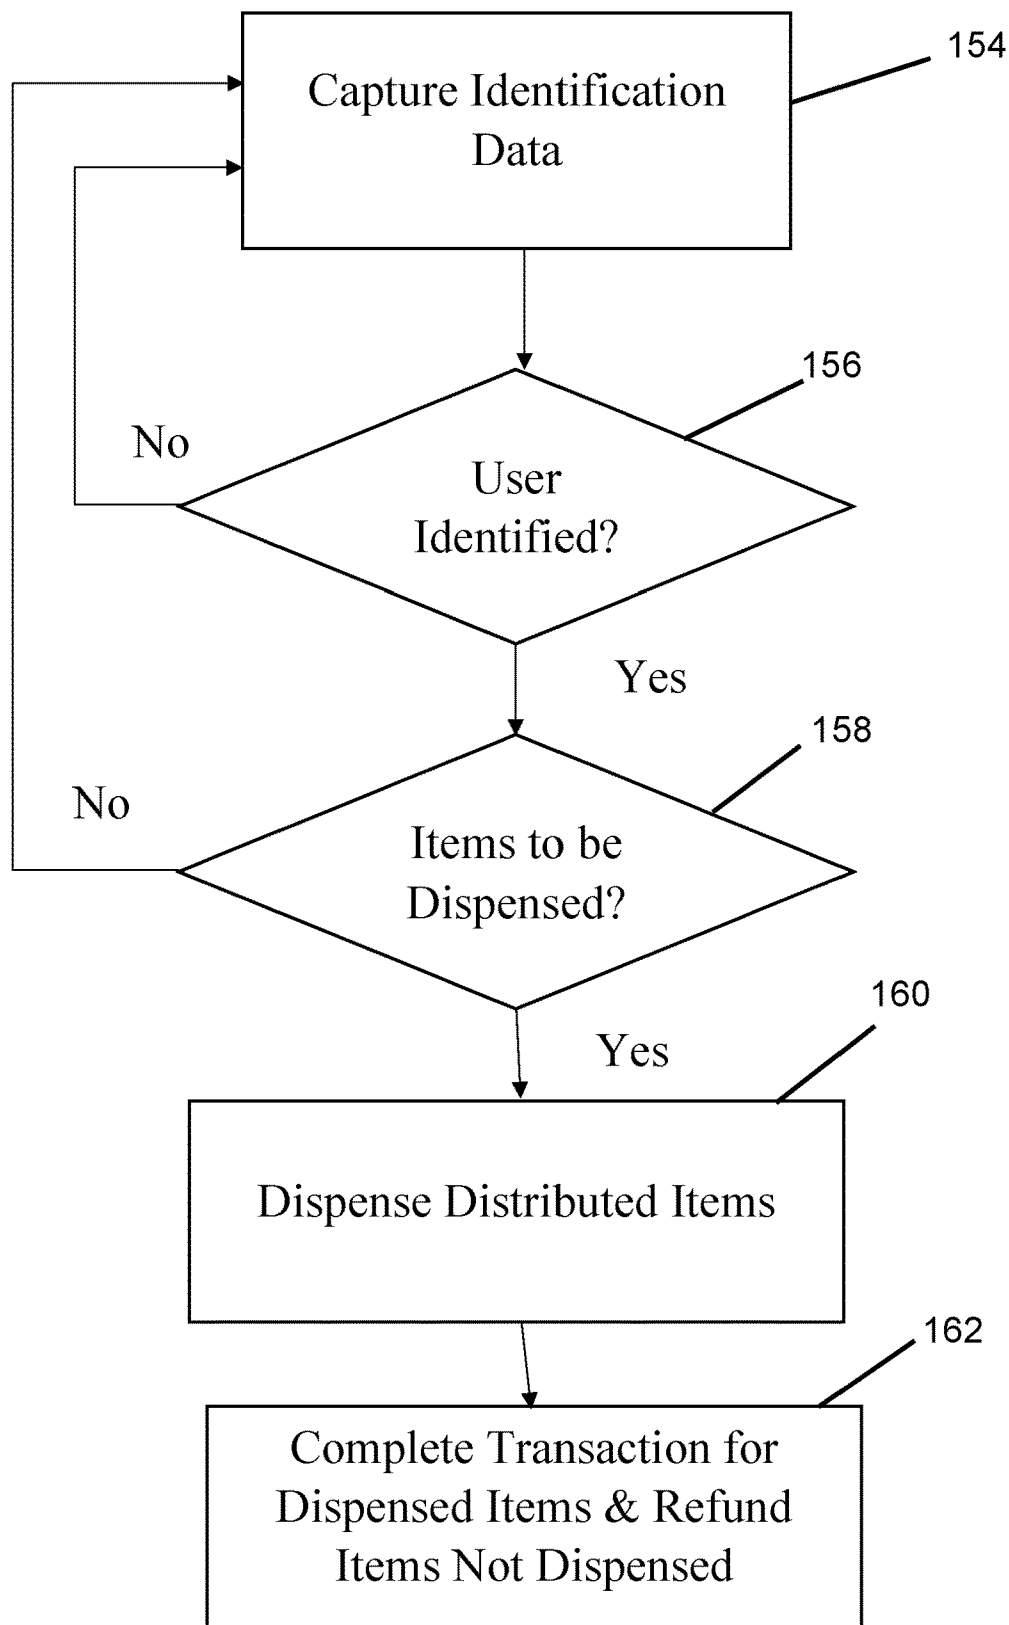 154
Capture Identification
Data
156
No
User
Identified?
Yes
158
No
Items to be
Dispensed?
160
Yes
Dispense Distributed Items
162
Complete Transaction for
Dispensed Items & Refund
Items Not Dispensed